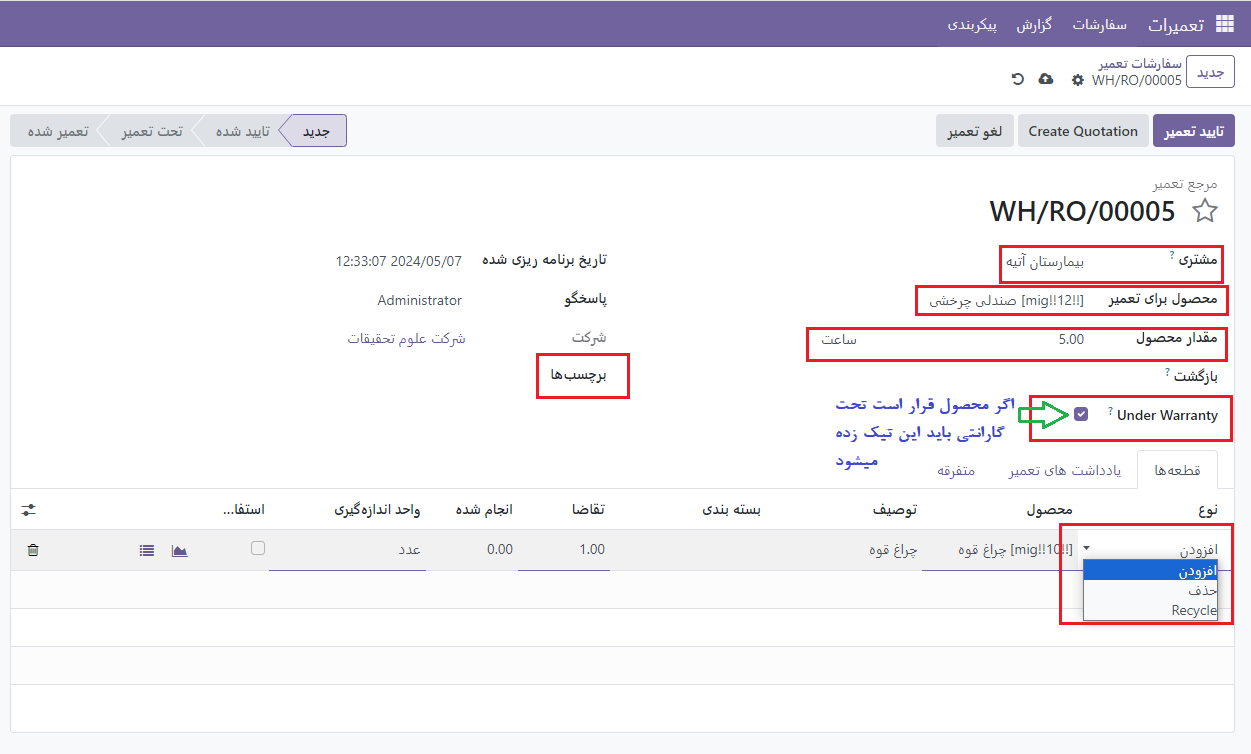 تعمیرات سفارشات گزارش پیکربندی
جدید
سفارشات تعمیر
WH/RO/00005
تایید تعمیر Create Quotation لغو تعمیر
جدید تایید شده تحت تعمیر تعمیر شده
مرجع تعمیر
WH/RO/00005
مشتری ? بیمارستان آتیه
محصول برای تعمیر [mig!!12!!] صندلی چرخشی
مقدار محصول 5.00 ساعت
بازگشت ?
Under Warranty ?
اگر محصول قرار است تحت
گارانتی باید این تیک زده
میشود
تاریخ برنامه ریزی شده 2024/05/07 12:33:07
پاسخگو Administrator
شرکت شرکت علوم تحقیقات
برچسب‌ها
قطعه‌ها یادداشت های تعمیر متفرقه
نوع محصول توصیف بسته بندی تقاضا انجام شده واحد اندازه‌گیری استفا...
افزودن [mig!!10!!] چراغ قوه چراغ قوه 1.00 0.00 عدد
افزودن
حذف
Recycle